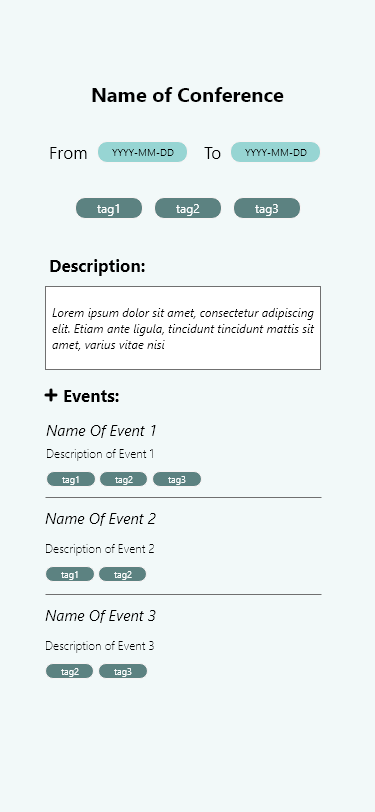 Name of Conference
From YYYY-MM-DD To YYYY-MM-DD
tag1 tag2 tag3
Description:
Lorem ipsum dolor sit amet, consectetur adipiscing
elit. Etiam ante ligula, tincidunt tincidunt mattis sit
amet, varius vitae nisi
+ Events:
Name Of Event 1
Description of Event 1
tag1 tag2 tag3
Name Of Event 2
Description of Event 2
tag1 tag2
Name Of Event 3
Description of Event 3
tag2 tag3